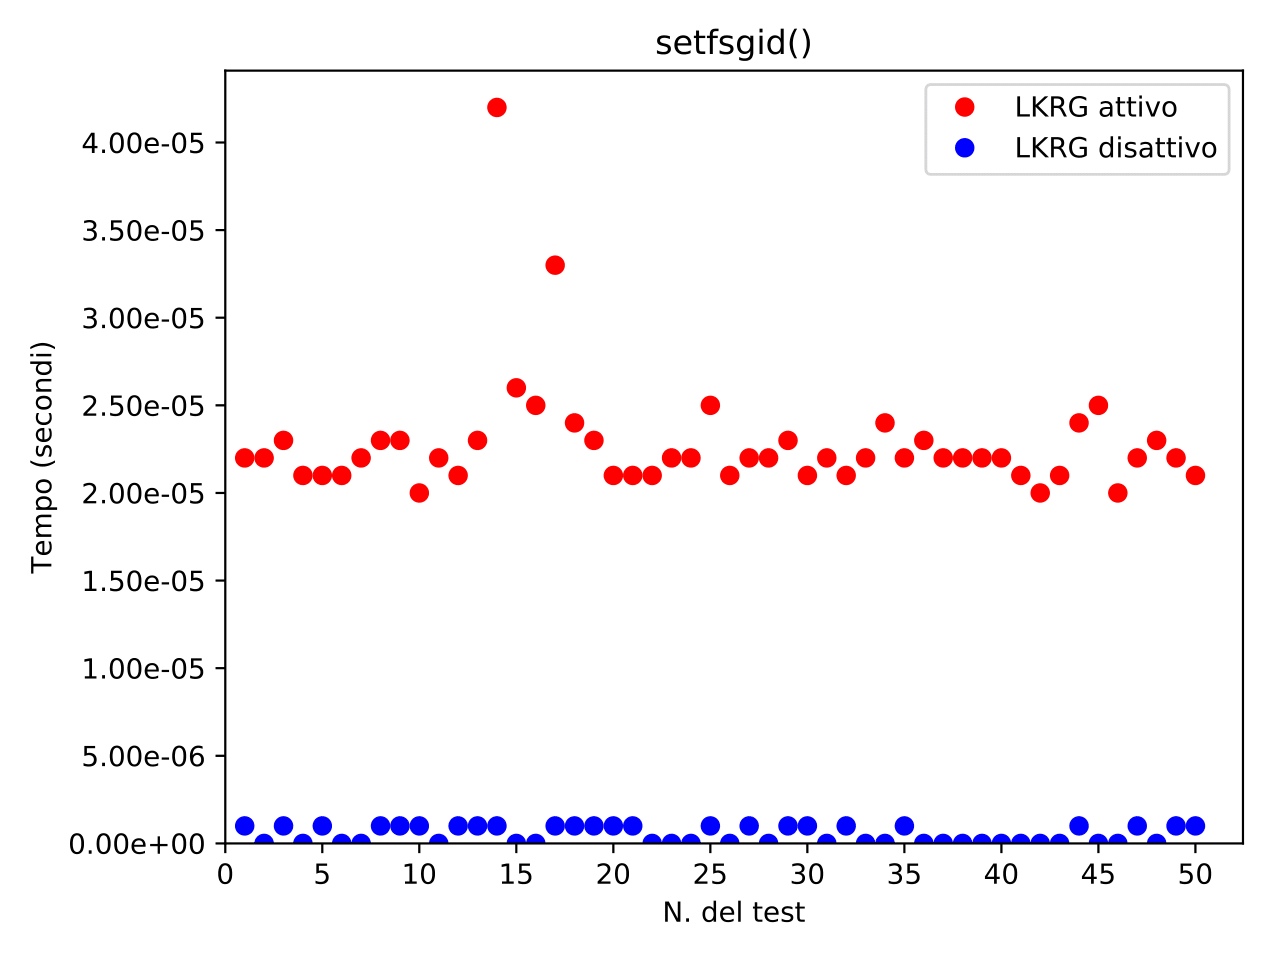 setfsgid()
LKRG attivo
LKRG disattivo
4.00e-05
3.50e-05
3.00e-05
2.50e-05
2.00e-05
1.50e-05
1.00e-05
5.00e-06
0.00e+00
Tempo (secondi)
0 5 10 15 20 25 30 35 40 45 50
N. del test